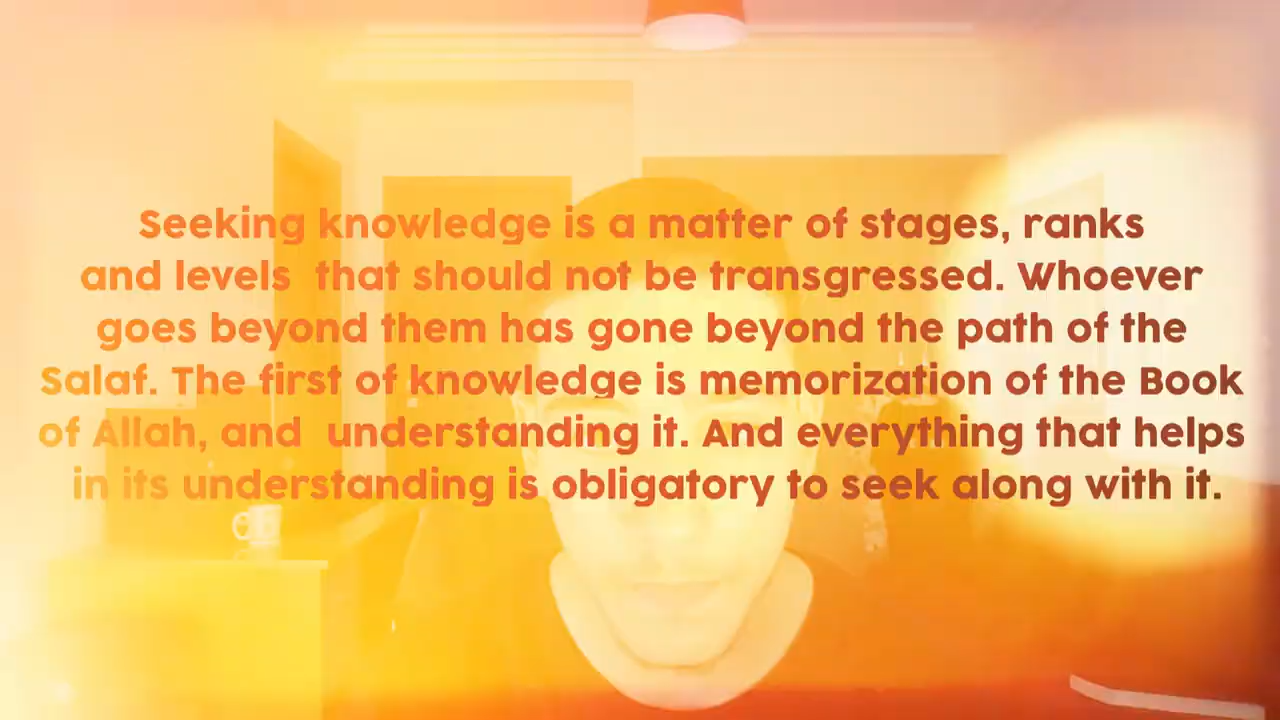 Seeking knowledge is a matter of stages, ranks
and levels that should not be transgressed. Whoever
goes beyond them has gone beyond the path of the
Salaf. The first of knowledge is memorization of the Book
of Allah, and understanding it. And everything that helps
in its understanding is obligatory to seek along with it.